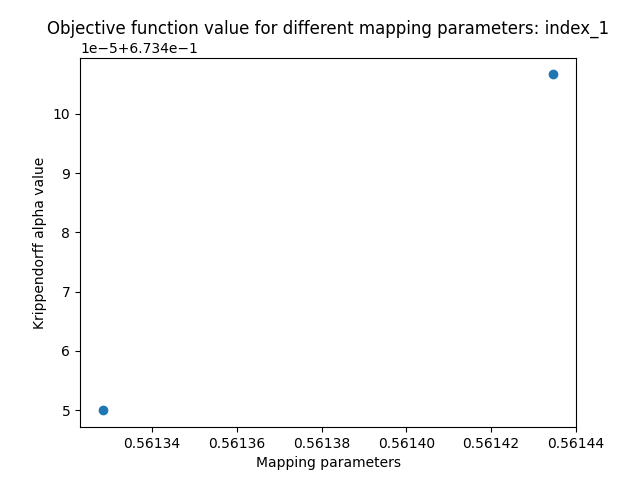 Objective function value for different mapping parameters: index_1
1e−5+6.734e−1
10
9
8
7
6
5
Krippendorff alpha value
0.56134 0.56136 0.56138 0.56140 0.56142 0.56144
Mapping parameters